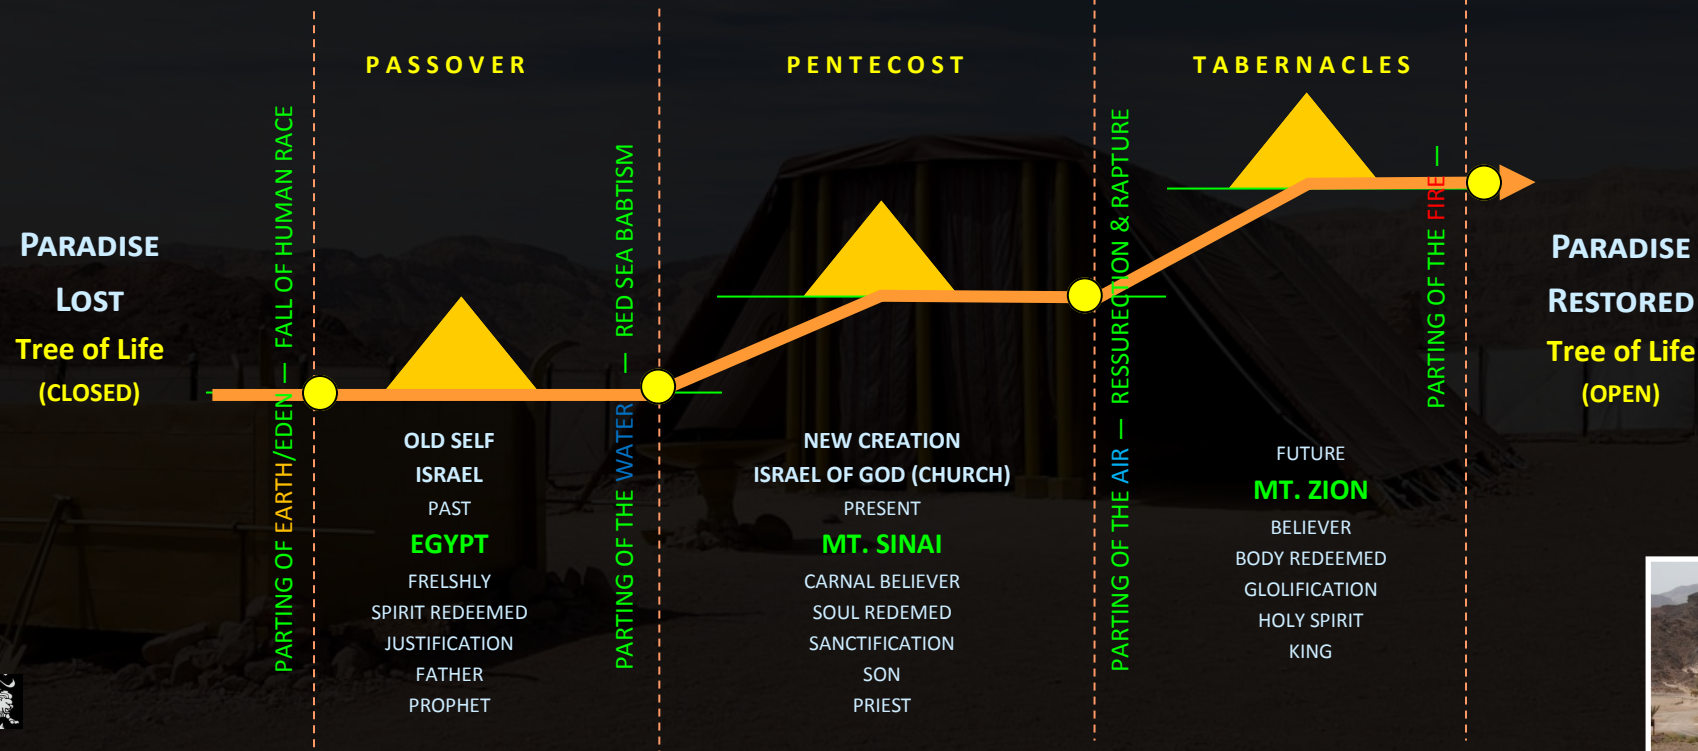 PASSOVER
PENTECOST
TABERNACLES
PARADISE
LOST
Tree of Life
(CLOSED)
PARTING OF EARTH/EDEN — FALL OF HUMAN RACE
OLD SELF
ISRAEL
PAST
EGYPT
FRELSHLY
SPIRIT REDEEMED
JUSTIFICATION
FATHER
PROPHET
PARTING OF THE WATER — RED SEA BABTISM
NEW CREATION
ISRAEL OF GOD (CHURCH)
PRESENT
MT. SINAI
CARNAL BELIEVER
SOUL REDEMED
SANCTIFICATION
SON
PRIEST
PARTING OF THE AIR — RESSURECTION & RAPTURE
FUTURE
MT. ZION
BELIEVER
BODY REDEEMED
GLOLIFICATION
HOLY SPIRIT
KING
PARTING OF THE FIRE —
PARADISE
RESTORED
Tree of Life
(OPEN)